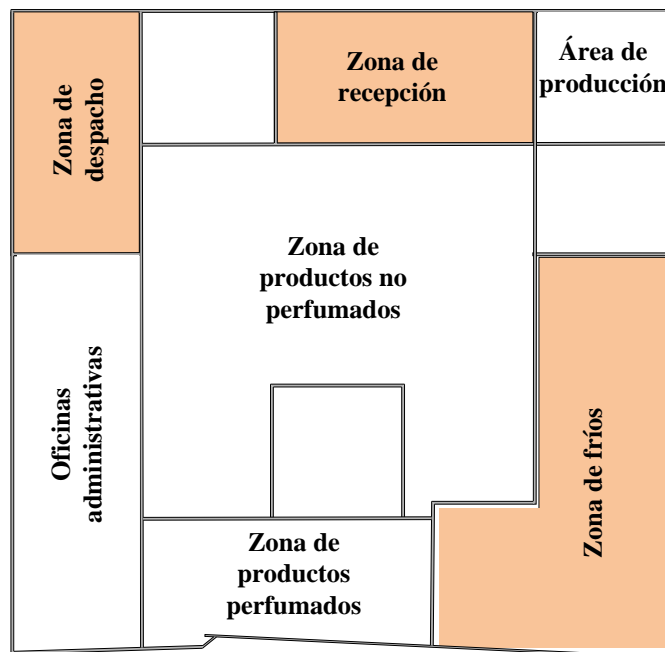 Zona de
despacho
Zona de
recepción
Área de
producción
Zona de
productos no
perfumados
Oficinas
administrativas
Zona de fríos
Zona de
productos
perfumados